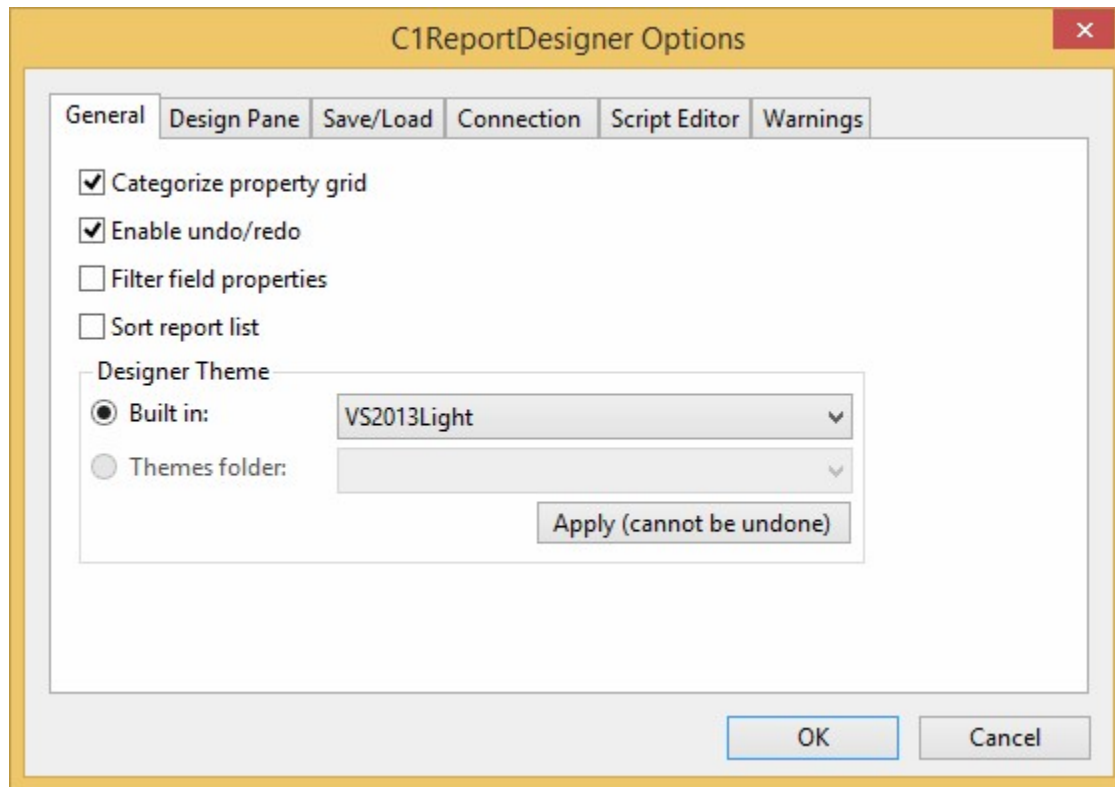 C1ReportDesigner Options
General Design Pane Save/Load Connection Script Editor Warnings
Categorize property grid
Enable undo/redo
Filter field properties
Sort report list
Designer Theme
Built in: VS2013Light
Themes folder:
Apply (cannot be undone)
OK Cancel